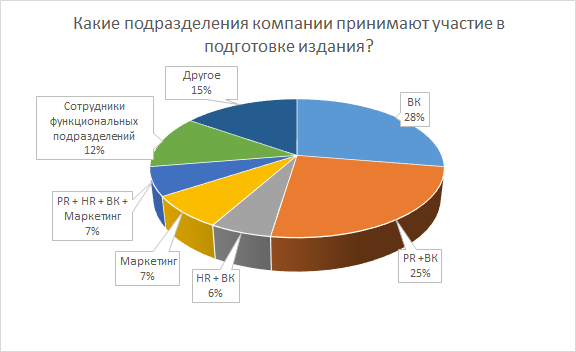 Какие подразделения компании принимают участие в
подготовке издания?
ВК
28%
PR +ВК
25%
HR + ВК
6%
Маркетинг
7%
PR + HR + ВК +
Маркетинг
7%
Сотрудники
функциональных
подразделений
12%
Другое
15%